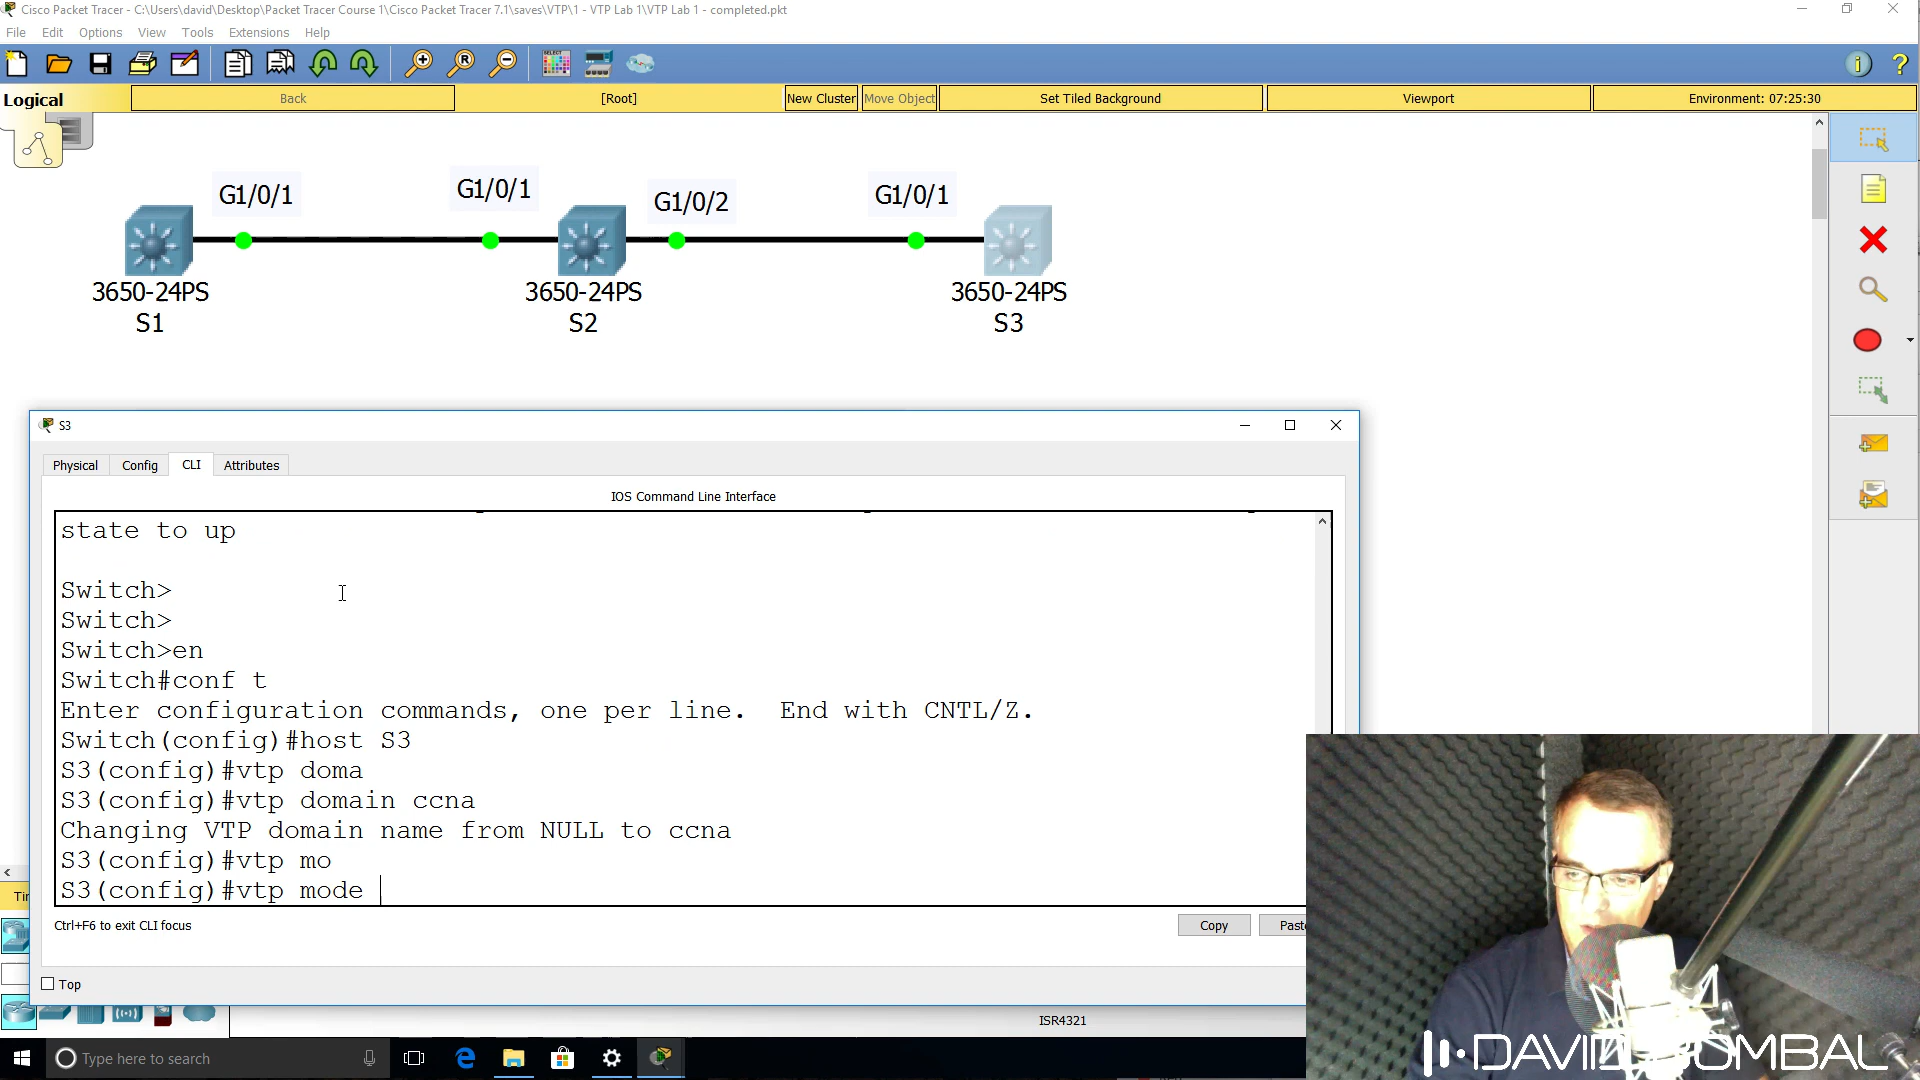 Cisco Packet Tracer - C:\Users\david\Desktop\Packet Tracer Course 1\Cisco Packet Tracer 7.1\saves\VTP\1 - VTP Lab 1\VTP Lab 1 - completed.pkt
File Edit Options View Tools Extensions Help
Logical Back [Root] New Cluster Move Object Set Tiled Background Viewport Environment: 07:25:30
G1/0/1 G1/0/1 G1/0/2 G1/0/1
3650-24PS 3650-24PS 3650-24PS
S1 S2 S3
S3
Physical Config CLI Attributes
IOS Command Line Interface
state to up
Switch>
Switch>
Switch>en
Switch#conf t
Enter configuration commands, one per line.  End with CNTL/Z.
Switch(config)#host S3
S3(config)#vtp doma
S3(config)#vtp domain ccna
Changing VTP domain name from NULL to ccna
S3(config)#vtp mo
S3(config)#vtp mode
Ctrl+F6 to exit CLI focus Copy
Top
ISR4321
Type here to search